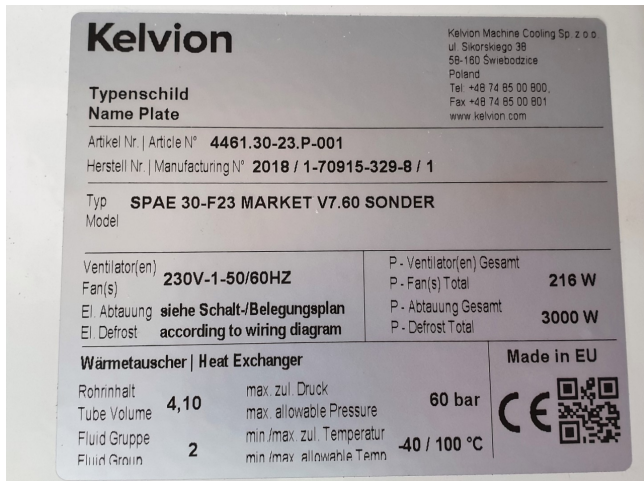 Kelvion
Kelvion Machine Cooling Sp. z o.o.
ul. Sikorskiego 38
58-160 Świebodzice
Poland
Tel: +48 74 85 00 800,
Fax +48 74 85 00 801
www.kelvion.com
Typenschild
Name Plate
Artikel Nr. | Article N° 4461.30-23.P-001
Herstell Nr. | Manufacturing N° 2018 / 1-70915-329-8 / 1
Typ SPAE 30-F23 MARKET V7.60 SONDER
Model
Ventilator(en)
Fan(s) 230V-1-50/60HZ
El. Abtauung siehe Schalt-/Belegungsplan
El. Defrost according to wiring diagram
P - Ventilator(en) Gesamt
P - Fan(s) Total 216 W
P - Abtauung Gesamt
P - Defrost Total 3000 W
Wärmetauscher | Heat Exchanger
Rohrinhalt
Tube Volume 4,10
max. zul. Druck
max. allowable Pressure 60 bar
Fluid Gruppe
Fluid Group 2
min./max. zul. Temperatur
min./max. allowable Temp. -40 / 100 °C
Made in EU
CE